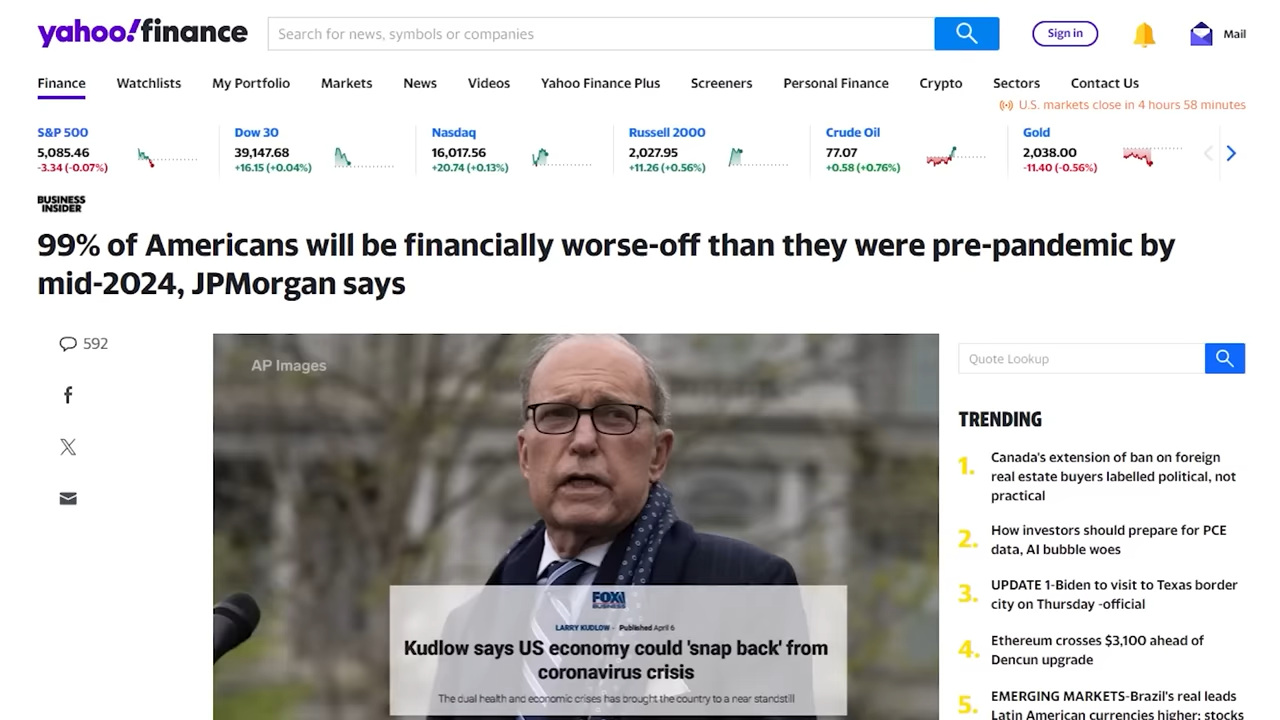 yahoo!finance
Search for news, symbols or companies
Sign in
Mail
Finance Watchlists My Portfolio Markets News Videos Yahoo Finance Plus Screeners Personal Finance Crypto Sectors Contact Us
U.S. markets close in 4 hours 58 minutes
S&P 500
5,085.46
-3.34 (-0.07%)
Dow 30
39,147.68
+16.15 (+0.04%)
Nasdaq
16,017.56
+20.74 (+0.13%)
Russell 2000
2,027.95
+11.26 (+0.56%)
Crude Oil
77.07
+0.58 (+0.76%)
Gold
2,038.00
-11.40 (-0.56%)
BUSINESS
INSIDER
99% of Americans will be financially worse-off than they were pre-pandemic by
mid-2024, JPMorgan says
592
AP Images
FOX
BUSINESS
LARRY KUDLOW - Published April 6
Kudlow says US economy could 'snap back' from
coronavirus crisis
The dual health and economic crises has brought the country to a near standstill
Quote Lookup
TRENDING
1. Canada's extension of ban on foreign
real estate buyers labelled political, not
practical
2. How investors should prepare for PCE
data, AI bubble woes
3. UPDATE 1-Biden to visit to Texas border
city on Thursday -official
4. Ethereum crosses $3,100 ahead of
Dencun upgrade
5. EMERGING MARKETS-Brazil's real leads
Latin American currencies higher; stocks